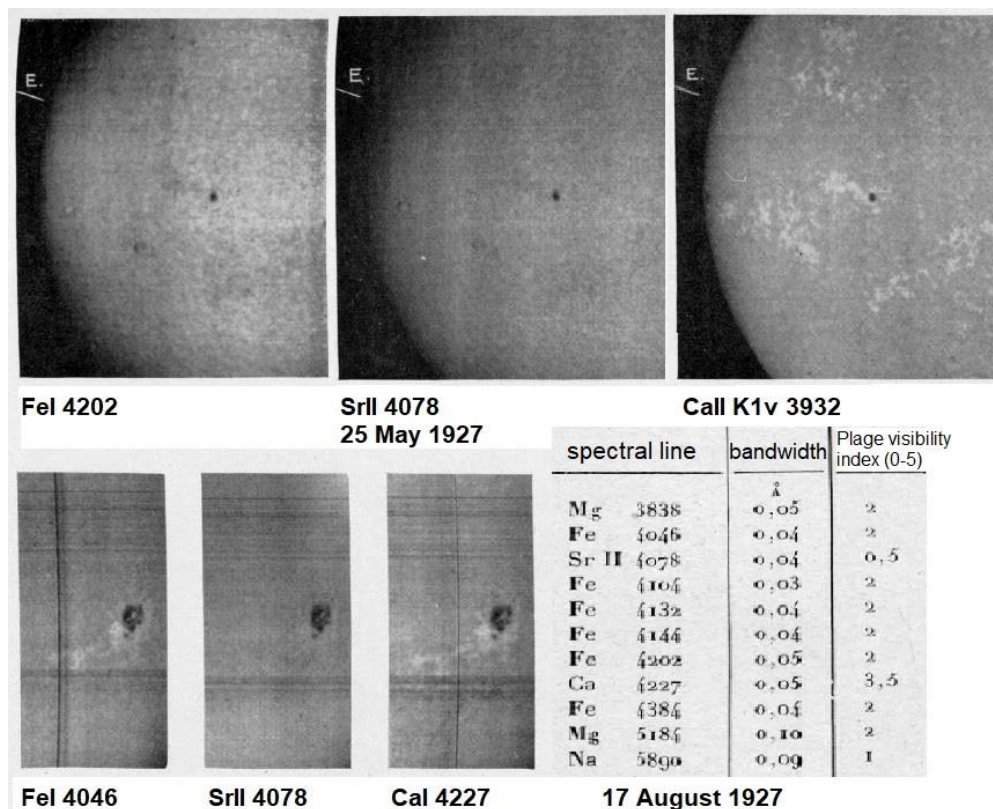 E.
E.
E.
FeI 4202
SrII 4078
CaII K1v 3932
25 May 1927
spectral line bandwidth Plage visibility index (0-5)
Å
Mg 3838 0,05 2
Fe 4046 0,04 2
Sr II 4078 0,04 0,5
Fe 4104 0,03 2
Fe 4132 0,04 2
Fe 4144 0,04 2
Fe 4202 0,05 2
Ca 4227 0,05 3,5
Fe 4384 0,04 2
Mg 5184 0,10 2
Na 5890 0,09 1
FeI 4046
SrII 4078
CaI 4227
17 August 1927